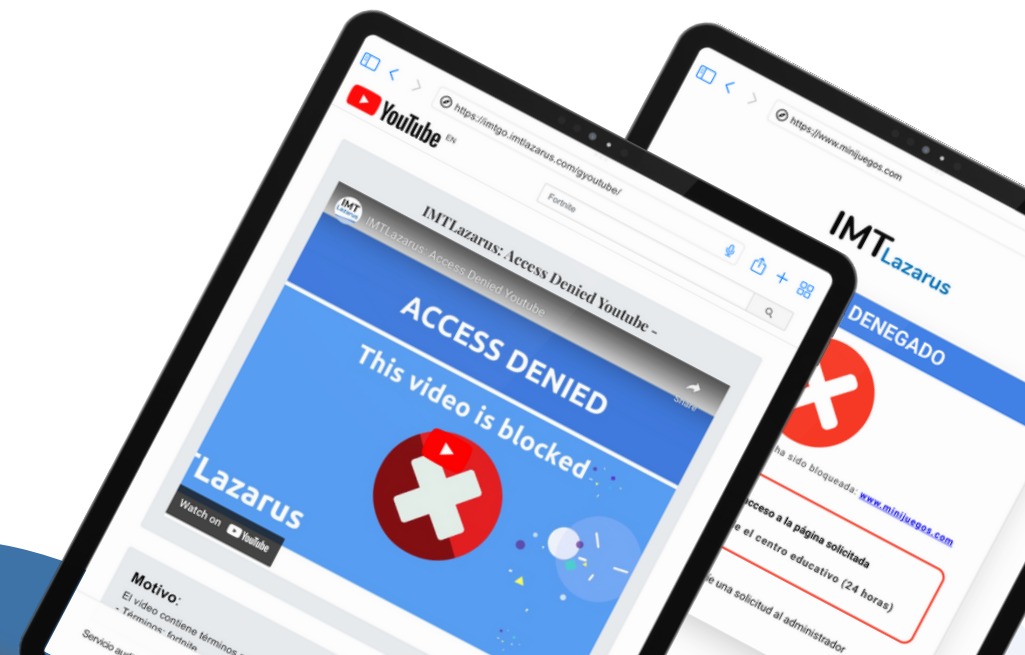 https://imtgo.imtlazarus.com/gyoutube/
YouTube EN
Fortnite
IMTLazarus: Access Denied Youtube -
IMT
Lazarus
IMTLazarus: Access Denied Youtube
Share
ACCESS DENIED
This video is blocked
Lazarus
Watch on YouTube
Motivo:
El video contiene términos
- Términos: fortnite
Servicio
https://www.minijuegos.com
IMT
Lazarus
DENEGADO
ha sido bloqueada: www.minijuegos.com
acceso a la página solicitada
el centro educativo (24 horas)
una solicitud al administrador